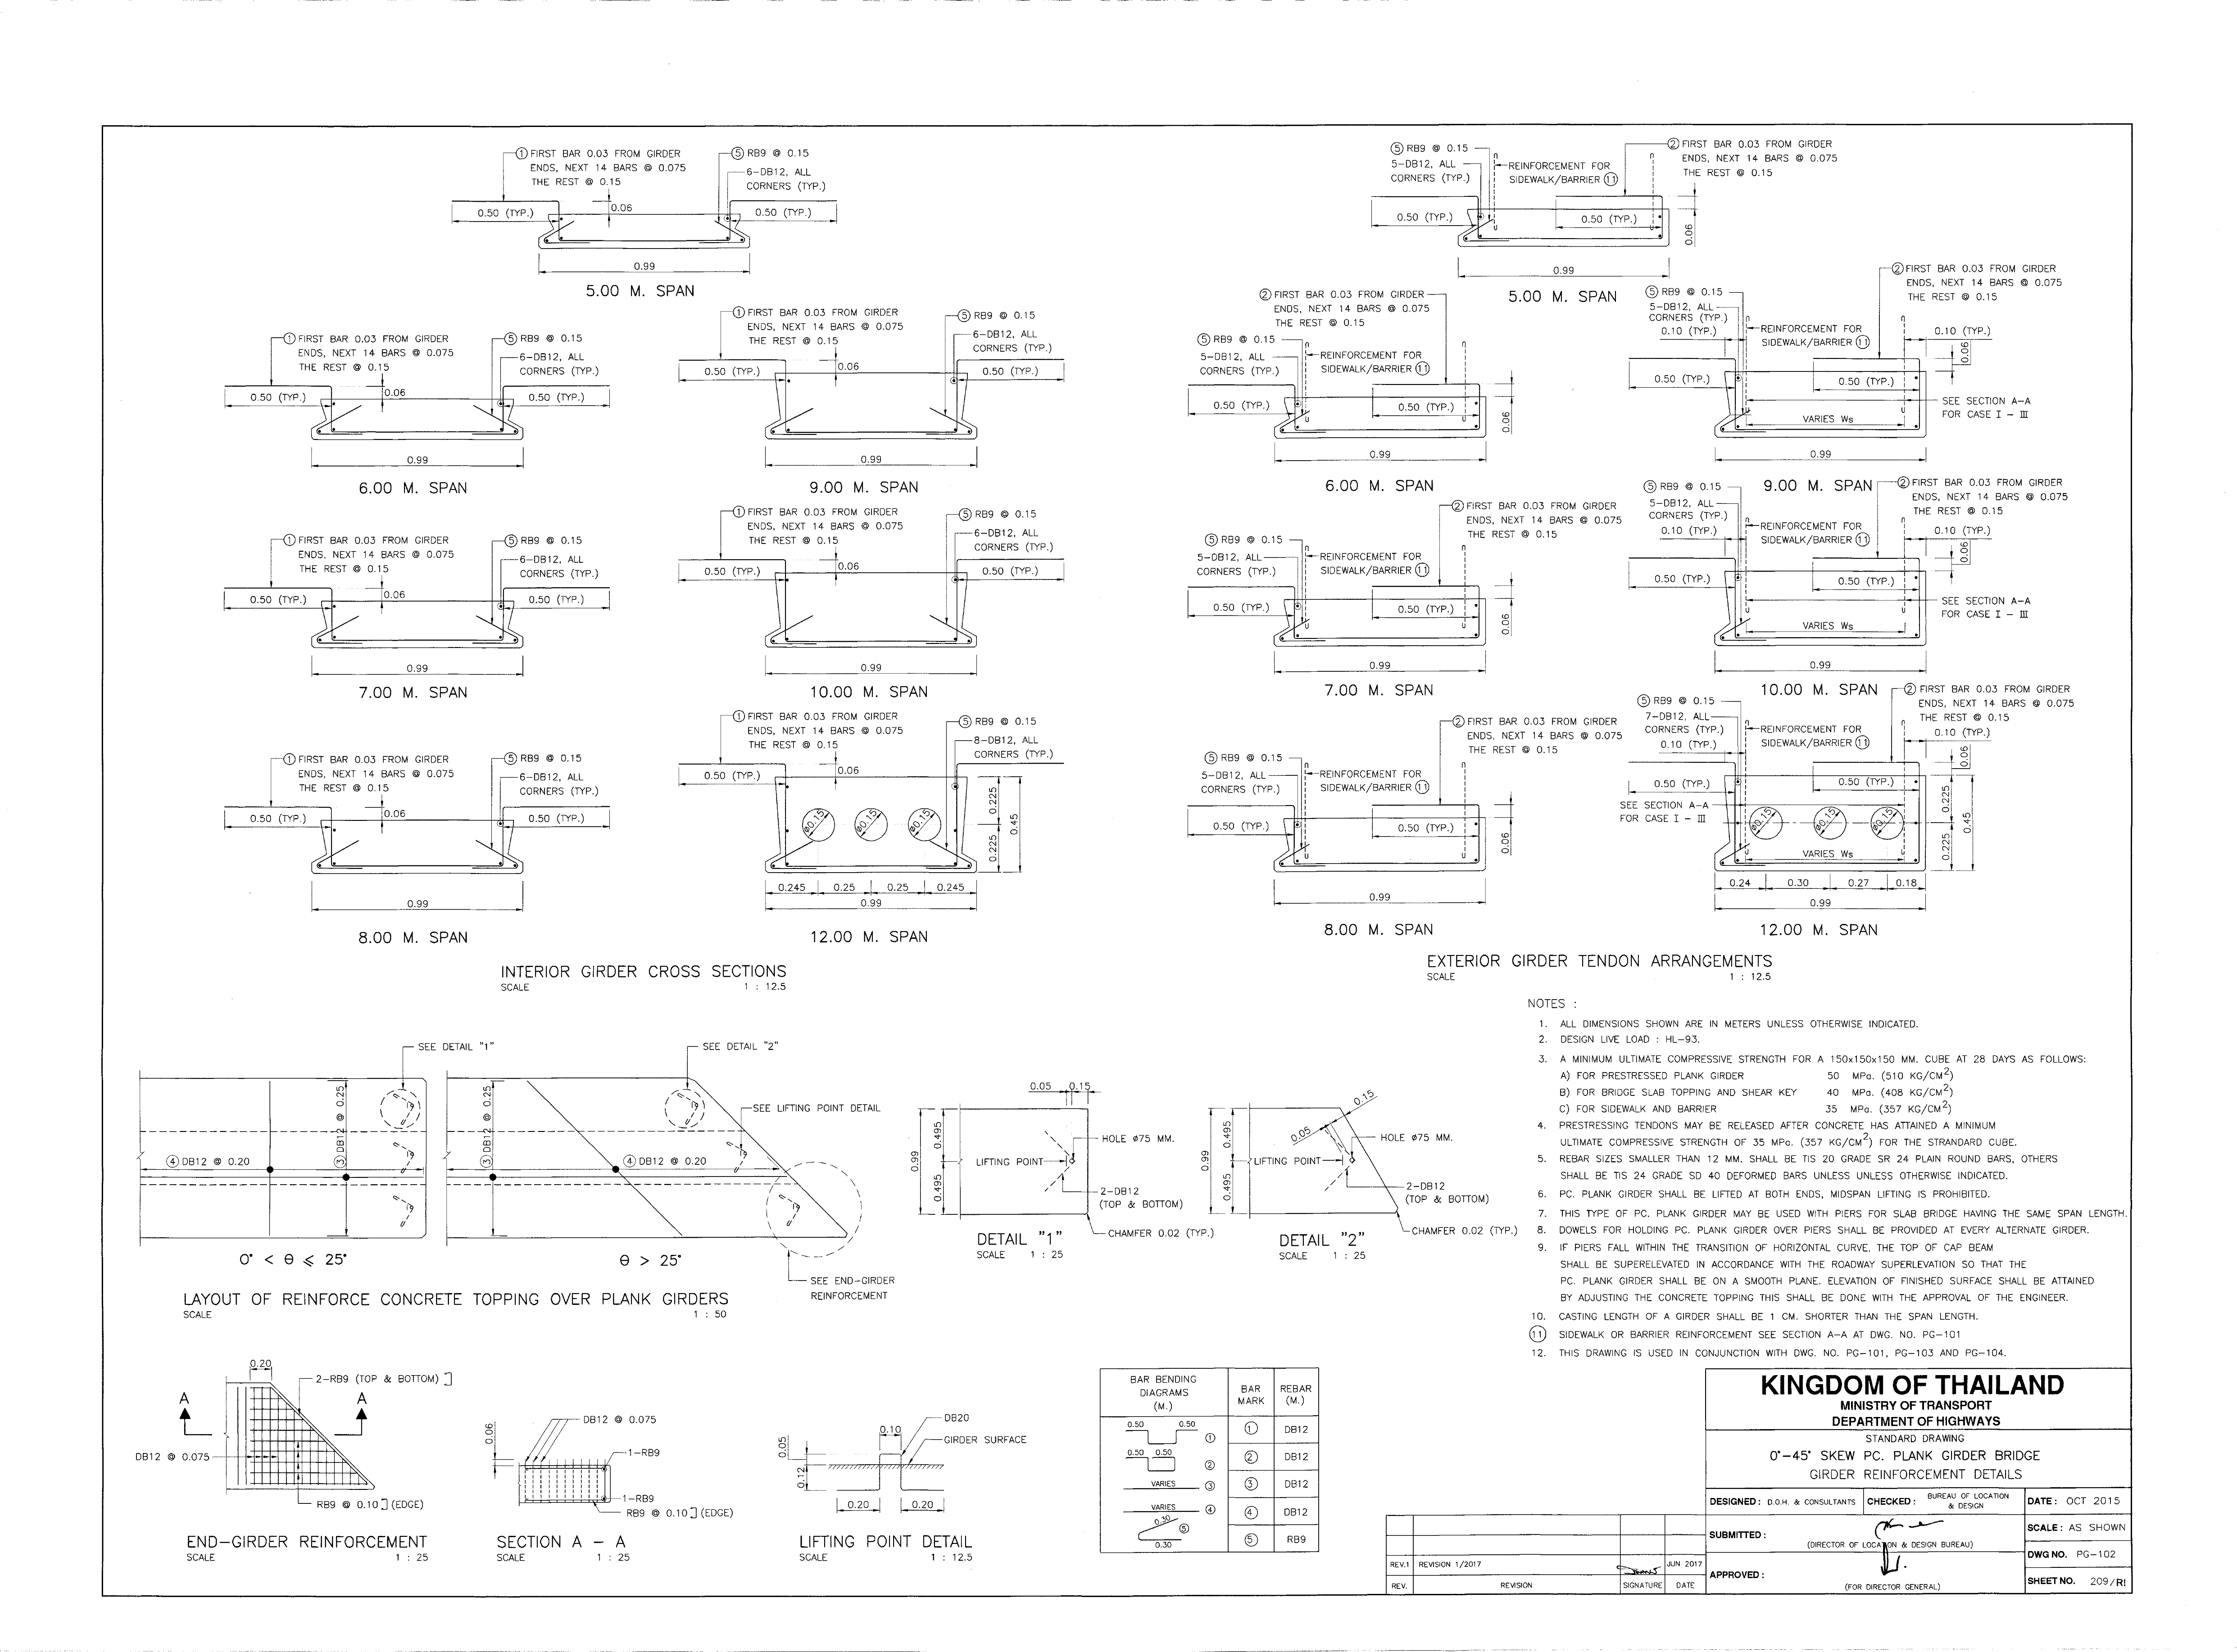 ① FIRST BAR 0.03 FROM GIRDER
ENDS, NEXT 14 BARS @ 0.075
THE REST @ 0.15
⑤ RB9 @ 0.15
6-DB12, ALL
CORNERS (TYP.)
0.50 (TYP.)
0.06
0.50 (TYP.)
0.99
5.00 M. SPAN
① FIRST BAR 0.03 FROM GIRDER
ENDS, NEXT 14 BARS @ 0.075
THE REST @ 0.15
⑤ RB9 @ 0.15
6-DB12, ALL
CORNERS (TYP.)
0.50 (TYP.)
0.06
0.50 (TYP.)
0.99
6.00 M. SPAN
① FIRST BAR 0.03 FROM GIRDER
ENDS, NEXT 14 BARS @ 0.075
THE REST @ 0.15
⑤ RB9 @ 0.15
6-DB12, ALL
CORNERS (TYP.)
0.50 (TYP.)
0.06
0.50 (TYP.)
0.99
9.00 M. SPAN
① FIRST BAR 0.03 FROM GIRDER
ENDS, NEXT 14 BARS @ 0.075
THE REST @ 0.15
⑤ RB9 @ 0.15
6-DB12, ALL
CORNERS (TYP.)
0.50 (TYP.)
0.06
0.50 (TYP.)
0.99
7.00 M. SPAN
① FIRST BAR 0.03 FROM GIRDER
ENDS, NEXT 14 BARS @ 0.075
THE REST @ 0.15
⑤ RB9 @ 0.15
6-DB12, ALL
CORNERS (TYP.)
0.50 (TYP.)
0.06
0.50 (TYP.)
0.99
10.00 M. SPAN
① FIRST BAR 0.03 FROM GIRDER
ENDS, NEXT 14 BARS @ 0.075
THE REST @ 0.15
⑤ RB9 @ 0.15
6-DB12, ALL
CORNERS (TYP.)
0.50 (TYP.)
0.06
0.50 (TYP.)
0.99
8.00 M. SPAN
① FIRST BAR 0.03 FROM GIRDER
ENDS, NEXT 14 BARS @ 0.075
THE REST @ 0.15
⑤ RB9 @ 0.15
8-DB12, ALL
CORNERS (TYP.)
0.50 (TYP.)
0.06
ø0.15 ø0.15 ø0.15
0.225
0.225
0.45
0.245 0.25 0.25 0.245
0.99
12.00 M. SPAN
INTERIOR GIRDER CROSS SECTIONS
SCALE 1 : 12.5
⑤ RB9 @ 0.15
5-DB12, ALL
CORNERS (TYP.)
REINFORCEMENT FOR
SIDEWALK/BARRIER ⑪
② FIRST BAR 0.03 FROM GIRDER
ENDS, NEXT 14 BARS @ 0.075
THE REST @ 0.15
0.50 (TYP.)
0.50 (TYP.)
0.06
0.99
5.00 M. SPAN
② FIRST BAR 0.03 FROM GIRDER
ENDS, NEXT 14 BARS @ 0.075
THE REST @ 0.15
⑤ RB9 @ 0.15
5-DB12, ALL
CORNERS (TYP.)
REINFORCEMENT FOR
SIDEWALK/BARRIER ⑪
0.50 (TYP.)
0.50 (TYP.)
0.06
0.99
6.00 M. SPAN
② FIRST BAR 0.03 FROM GIRDER
ENDS, NEXT 14 BARS @ 0.075
THE REST @ 0.15
⑤ RB9 @ 0.15
5-DB12, ALL
CORNERS (TYP.)
0.10 (TYP.)
REINFORCEMENT FOR
SIDEWALK/BARRIER ⑪
0.10 (TYP.)
0.06
0.50 (TYP.)
0.50 (TYP.)
SEE SECTION A-A
FOR CASE I - III
VARIES Ws
0.99
9.00 M. SPAN
② FIRST BAR 0.03 FROM GIRDER
ENDS, NEXT 14 BARS @ 0.075
THE REST @ 0.15
⑤ RB9 @ 0.15
5-DB12, ALL
CORNERS (TYP.)
REINFORCEMENT FOR
SIDEWALK/BARRIER ⑪
0.50 (TYP.)
0.50 (TYP.)
0.06
0.99
7.00 M. SPAN
② FIRST BAR 0.03 FROM GIRDER
ENDS, NEXT 14 BARS @ 0.075
THE REST @ 0.15
⑤ RB9 @ 0.15
5-DB12, ALL
CORNERS (TYP.)
0.10 (TYP.)
REINFORCEMENT FOR
SIDEWALK/BARRIER ⑪
0.10 (TYP.)
0.06
0.50 (TYP.)
0.50 (TYP.)
SEE SECTION A-A
FOR CASE I - III
VARIES Ws
0.99
10.00 M. SPAN
② FIRST BAR 0.03 FROM GIRDER
ENDS, NEXT 14 BARS @ 0.075
THE REST @ 0.15
⑤ RB9 @ 0.15
5-DB12, ALL
CORNERS (TYP.)
REINFORCEMENT FOR
SIDEWALK/BARRIER ⑪
0.50 (TYP.)
0.50 (TYP.)
0.06
0.99
8.00 M. SPAN
② FIRST BAR 0.03 FROM GIRDER
ENDS, NEXT 14 BARS @ 0.075
THE REST @ 0.15
⑤ RB9 @ 0.15
7-DB12, ALL
CORNERS (TYP.)
0.10 (TYP.)
REINFORCEMENT FOR
SIDEWALK/BARRIER ⑪
0.10 (TYP.)
0.06
0.50 (TYP.)
0.50 (TYP.)
SEE SECTION A-A
FOR CASE I - III
ø0.15 ø0.15 ø0.15
VARIES Ws
0.225
0.225
0.45
0.24 0.30 0.27 0.18
0.99
12.00 M. SPAN
EXTERIOR GIRDER TENDON ARRANGEMENTS
SCALE 1 : 12.5
SEE DETAIL "1"
③ DB12 @ 0.25
④ DB12 @ 0.20
0° < θ ⩽ 25°
SEE DETAIL "2"
③ DB12 @ 0.25
SEE LIFTING POINT DETAIL
④ DB12 @ 0.20
θ > 25°
SEE END-GIRDER
REINFORCEMENT
LAYOUT OF REINFORCE CONCRETE TOPPING OVER PLANK GIRDERS
SCALE 1 : 50
0.05 0.15
0.99
0.495
0.495
HOLE ø75 MM.
LIFTING POINT
2-DB12
(TOP & BOTTOM)
CHAMFER 0.02 (TYP.)
DETAIL "1"
SCALE 1 : 25
0.15
0.05
0.99
0.495
0.495
HOLE ø75 MM.
LIFTING POINT
2-DB12
(TOP & BOTTOM)
CHAMFER 0.02 (TYP.)
DETAIL "2"
SCALE 1 : 25
NOTES :
1. ALL DIMENSIONS SHOWN ARE IN METERS UNLESS OTHERWISE INDICATED.
2. DESIGN LIVE LOAD : HL-93.
3. A MINIMUM ULTIMATE COMPRESSIVE STRENGTH FOR A 150x150x150 MM. CUBE AT 28 DAYS AS FOLLOWS:
A) FOR PRESTRESSED PLANK GIRDER 50 MPa. (510 KG/CM²)
B) FOR BRIDGE SLAB TOPPING AND SHEAR KEY 40 MPa. (408 KG/CM²)
C) FOR SIDEWALK AND BARRIER 35 MPa. (357 KG/CM²)
4. PRESTRESSING TENDONS MAY BE RELEASED AFTER CONCRETE HAS ATTAINED A MINIMUM
ULTIMATE COMPRESSIVE STRENGTH OF 35 MPa. (357 KG/CM²) FOR THE STRANDARD CUBE.
5. REBAR SIZES SMALLER THAN 12 MM. SHALL BE TIS 20 GRADE SR 24 PLAIN ROUND BARS, OTHERS
SHALL BE TIS 24 GRADE SD 40 DEFORMED BARS UNLESS UNLESS OTHERWISE INDICATED.
6. PC. PLANK GIRDER SHALL BE LIFTED AT BOTH ENDS, MIDSPAN LIFTING IS PROHIBITED.
7. THIS TYPE OF PC. PLANK GIRDER MAY BE USED WITH PIERS FOR SLAB BRIDGE HAVING THE SAME SPAN LENGTH.
8. DOWELS FOR HOLDING PC. PLANK GIRDER OVER PIERS SHALL BE PROVIDED AT EVERY ALTERNATE GIRDER.
9. IF PIERS FALL WITHIN THE TRANSITION OF HORIZONTAL CURVE, THE TOP OF CAP BEAM
SHALL BE SUPERELEVATED IN ACCORDANCE WITH THE ROADWAY SUPERLEVATION SO THAT THE
PC. PLANK GIRDER SHALL BE ON A SMOOTH PLANE. ELEVATION OF FINISHED SURFACE SHALL BE ATTAINED
BY ADJUSTING THE CONCRETE TOPPING THIS SHALL BE DONE WITH THE APPROVAL OF THE ENGINEER.
10. CASTING LENGTH OF A GIRDER SHALL BE 1 CM. SHORTER THAN THE SPAN LENGTH.
⑪ SIDEWALK OR BARRIER REINFORCEMENT SEE SECTION A-A AT DWG. NO. PG-101
12. THIS DRAWING IS USED IN CONJUNCTION WITH DWG. NO. PG-101, PG-103 AND PG-104.
0.20
A A
2-RB9 (TOP & BOTTOM)
DB12 @ 0.075
RB9 @ 0.10 (EDGE)
END-GIRDER REINFORCEMENT
SCALE 1 : 25
0.06
DB12 @ 0.075
1-RB9
1-RB9
RB9 @ 0.10 (EDGE)
SECTION A - A
SCALE 1 : 25
0.10
DB20
GIRDER SURFACE
0.05
0.12
0.20 0.20
LIFTING POINT DETAIL
SCALE 1 : 12.5
BAR BENDING
DIAGRAMS
(M.)
BAR
MARK
REBAR
(M.)
0.50 0.50 ① ① DB12
0.50 0.50 ② ② DB12
VARIES ③ ③ DB12
VARIES ④ ④ DB12
0.30 ⑤ 0.30 ⑤ RB9
REV.1 REVISION 1/2017 JUN 2017
REV. REVISION SIGNATURE DATE
KINGDOM OF THAILAND
MINISTRY OF TRANSPORT
DEPARTMENT OF HIGHWAYS
STANDARD DRAWING
0°-45° SKEW PC. PLANK GIRDER BRIDGE
GIRDER REINFORCEMENT DETAILS
DESIGNED : D.O.H. & CONSULTANTS
CHECKED : BUREAU OF LOCATION
& DESIGN
DATE : OCT 2015
SUBMITTED :
(DIRECTOR OF LOCATION & DESIGN BUREAU)
SCALE : AS SHOWN
DWG NO. PG-102
APPROVED :
(FOR DIRECTOR GENERAL)
SHEET NO. 209/R1